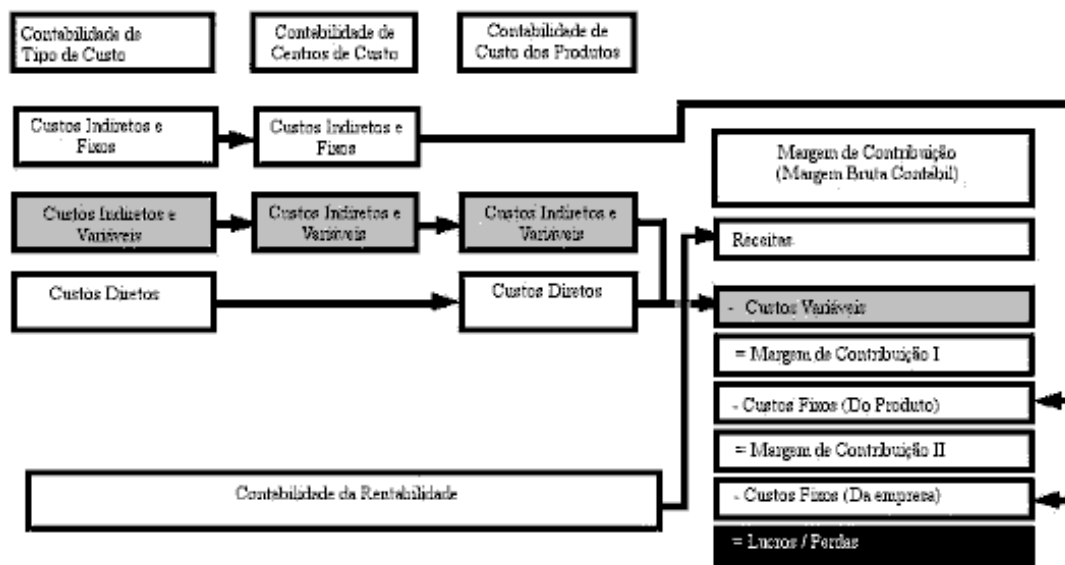 Contabilidade de
Tipo de Custo
Contabilidade de
Centros de Custo
Contabilidade de
Custo dos Produtos
Custos Indiretos e
Fixos
Custos Indiretos e
Fixos
Margem de Contribuição
(Margem Bruta Contábil)
Custos Indiretos e
Variáveis
Custos Indiretos e
Variáveis
Custos Indiretos e
Variáveis
Receitas
Custos Diretos
Custos Diretos
- Custos Variáveis
= Margem de Contribuição I
- Custos Fixos (Do Produto)
= Margem de Contribuição II
Contabilidade da Rentabilidade
- Custos Fixos (Da empresa)
= Lucros / Perdas